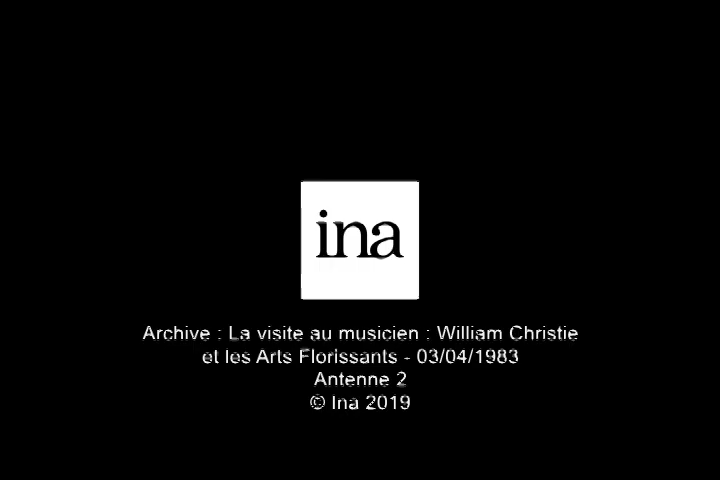 ina
Archive : La visite au musicien : William Christie
et les Arts Florissants - 03/04/1983
Antenne 2
© Ina 2019